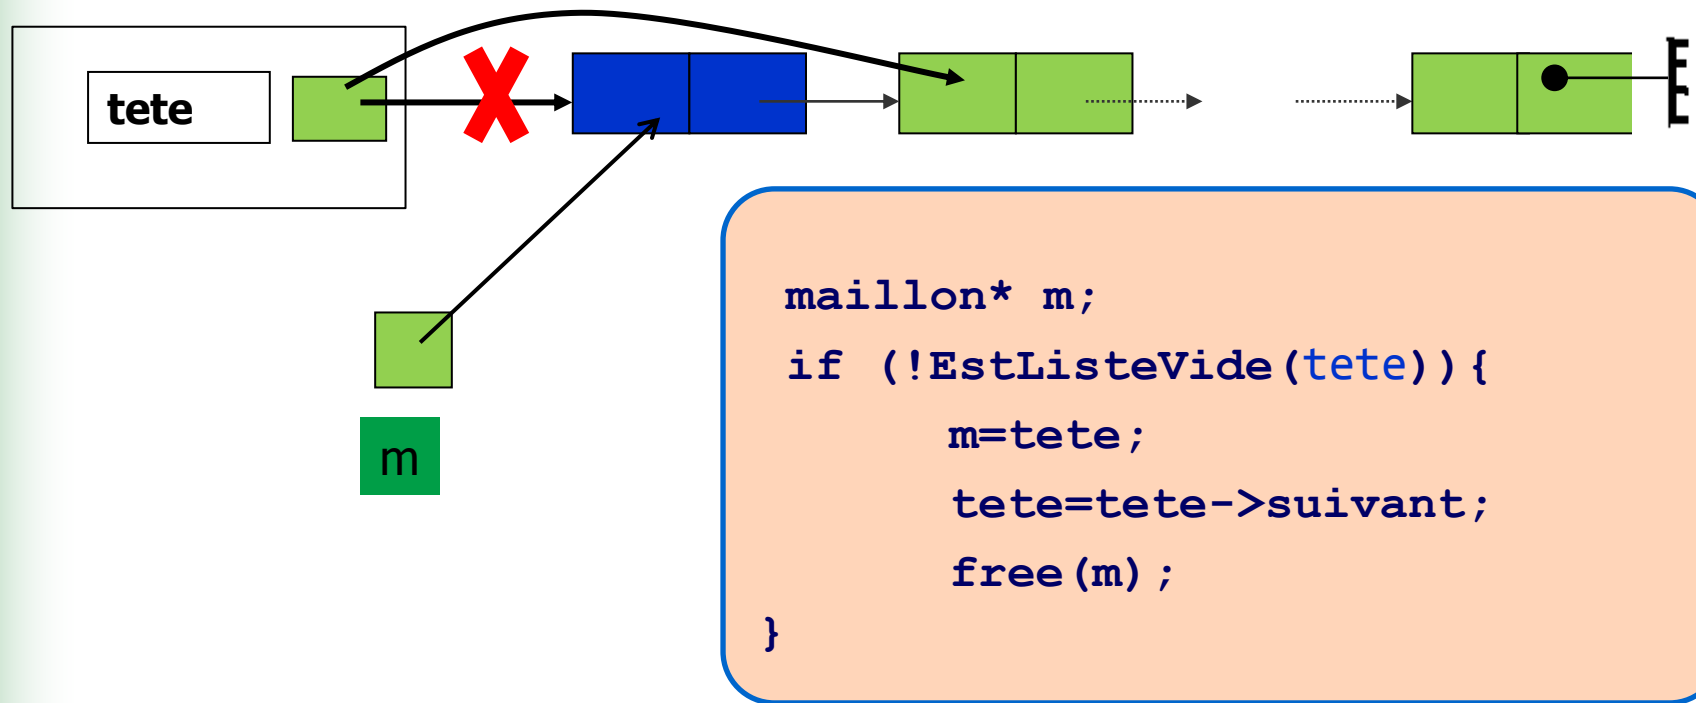 tete
m
maillon* m;
if (!EstListeVide(tete)){
m=tete;
tete=tete->suivant;
free(m);
}